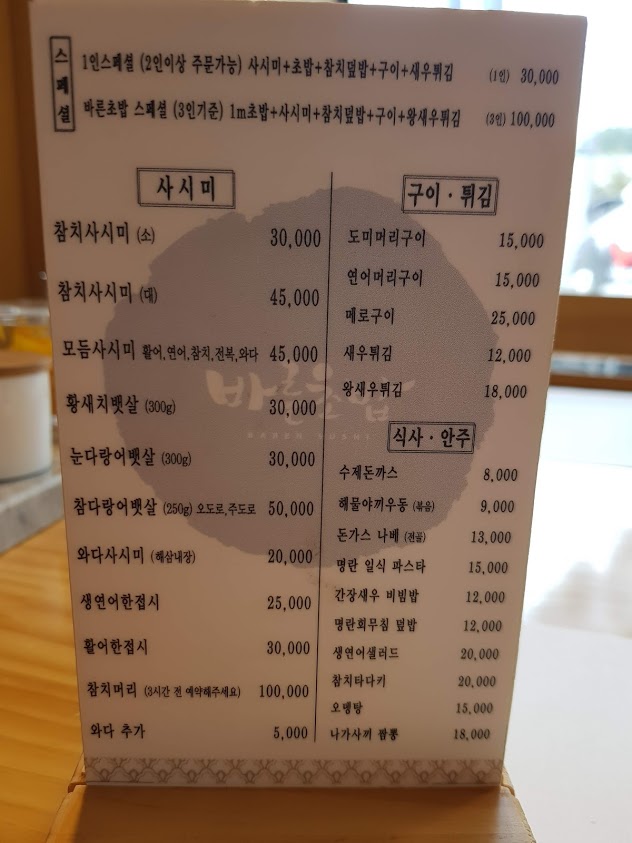 스페셜
1인스페셜 (2인이상 주문가능) 사시미+초밥+참치덮밥+구이+새우튀김 (1인) 30,000
바른초밥 스페셜 (3인기준) 1m초밥+사시미+참치덮밥+구이+왕새우튀김 (3인) 100,000
사시미
참치사시미 (소) 30,000
참치사시미 (대) 45,000
모듬사시미 활어,연어,참치,전복,와다 45,000
황새치뱃살 (300g) 30,000
눈다랑어뱃살 (300g) 30,000
참다랑어뱃살 (250g) 오도로,주도로 50,000
와다사시미 (해삼내장) 20,000
생연어한접시 25,000
활어한접시 30,000
참치머리 (3시간 전 예약해주세요) 100,000
와다 추가 5,000
구이 · 튀김
도미머리구이 15,000
연어머리구이 15,000
메로구이 25,000
새우튀김 12,000
왕새우튀김 18,000
식사 · 안주
수제돈까스 8,000
해물야끼우동 (볶음) 9,000
돈가스 나베 (전골) 13,000
명란 일식 파스타 15,000
간장새우 비빔밥 12,000
명란회무침 덮밥 12,000
생연어샐러드 20,000
참치타다키 20,000
오뎅탕 15,000
나가사끼 짬뽕 18,000
바른초밥
BAREN SUSHI